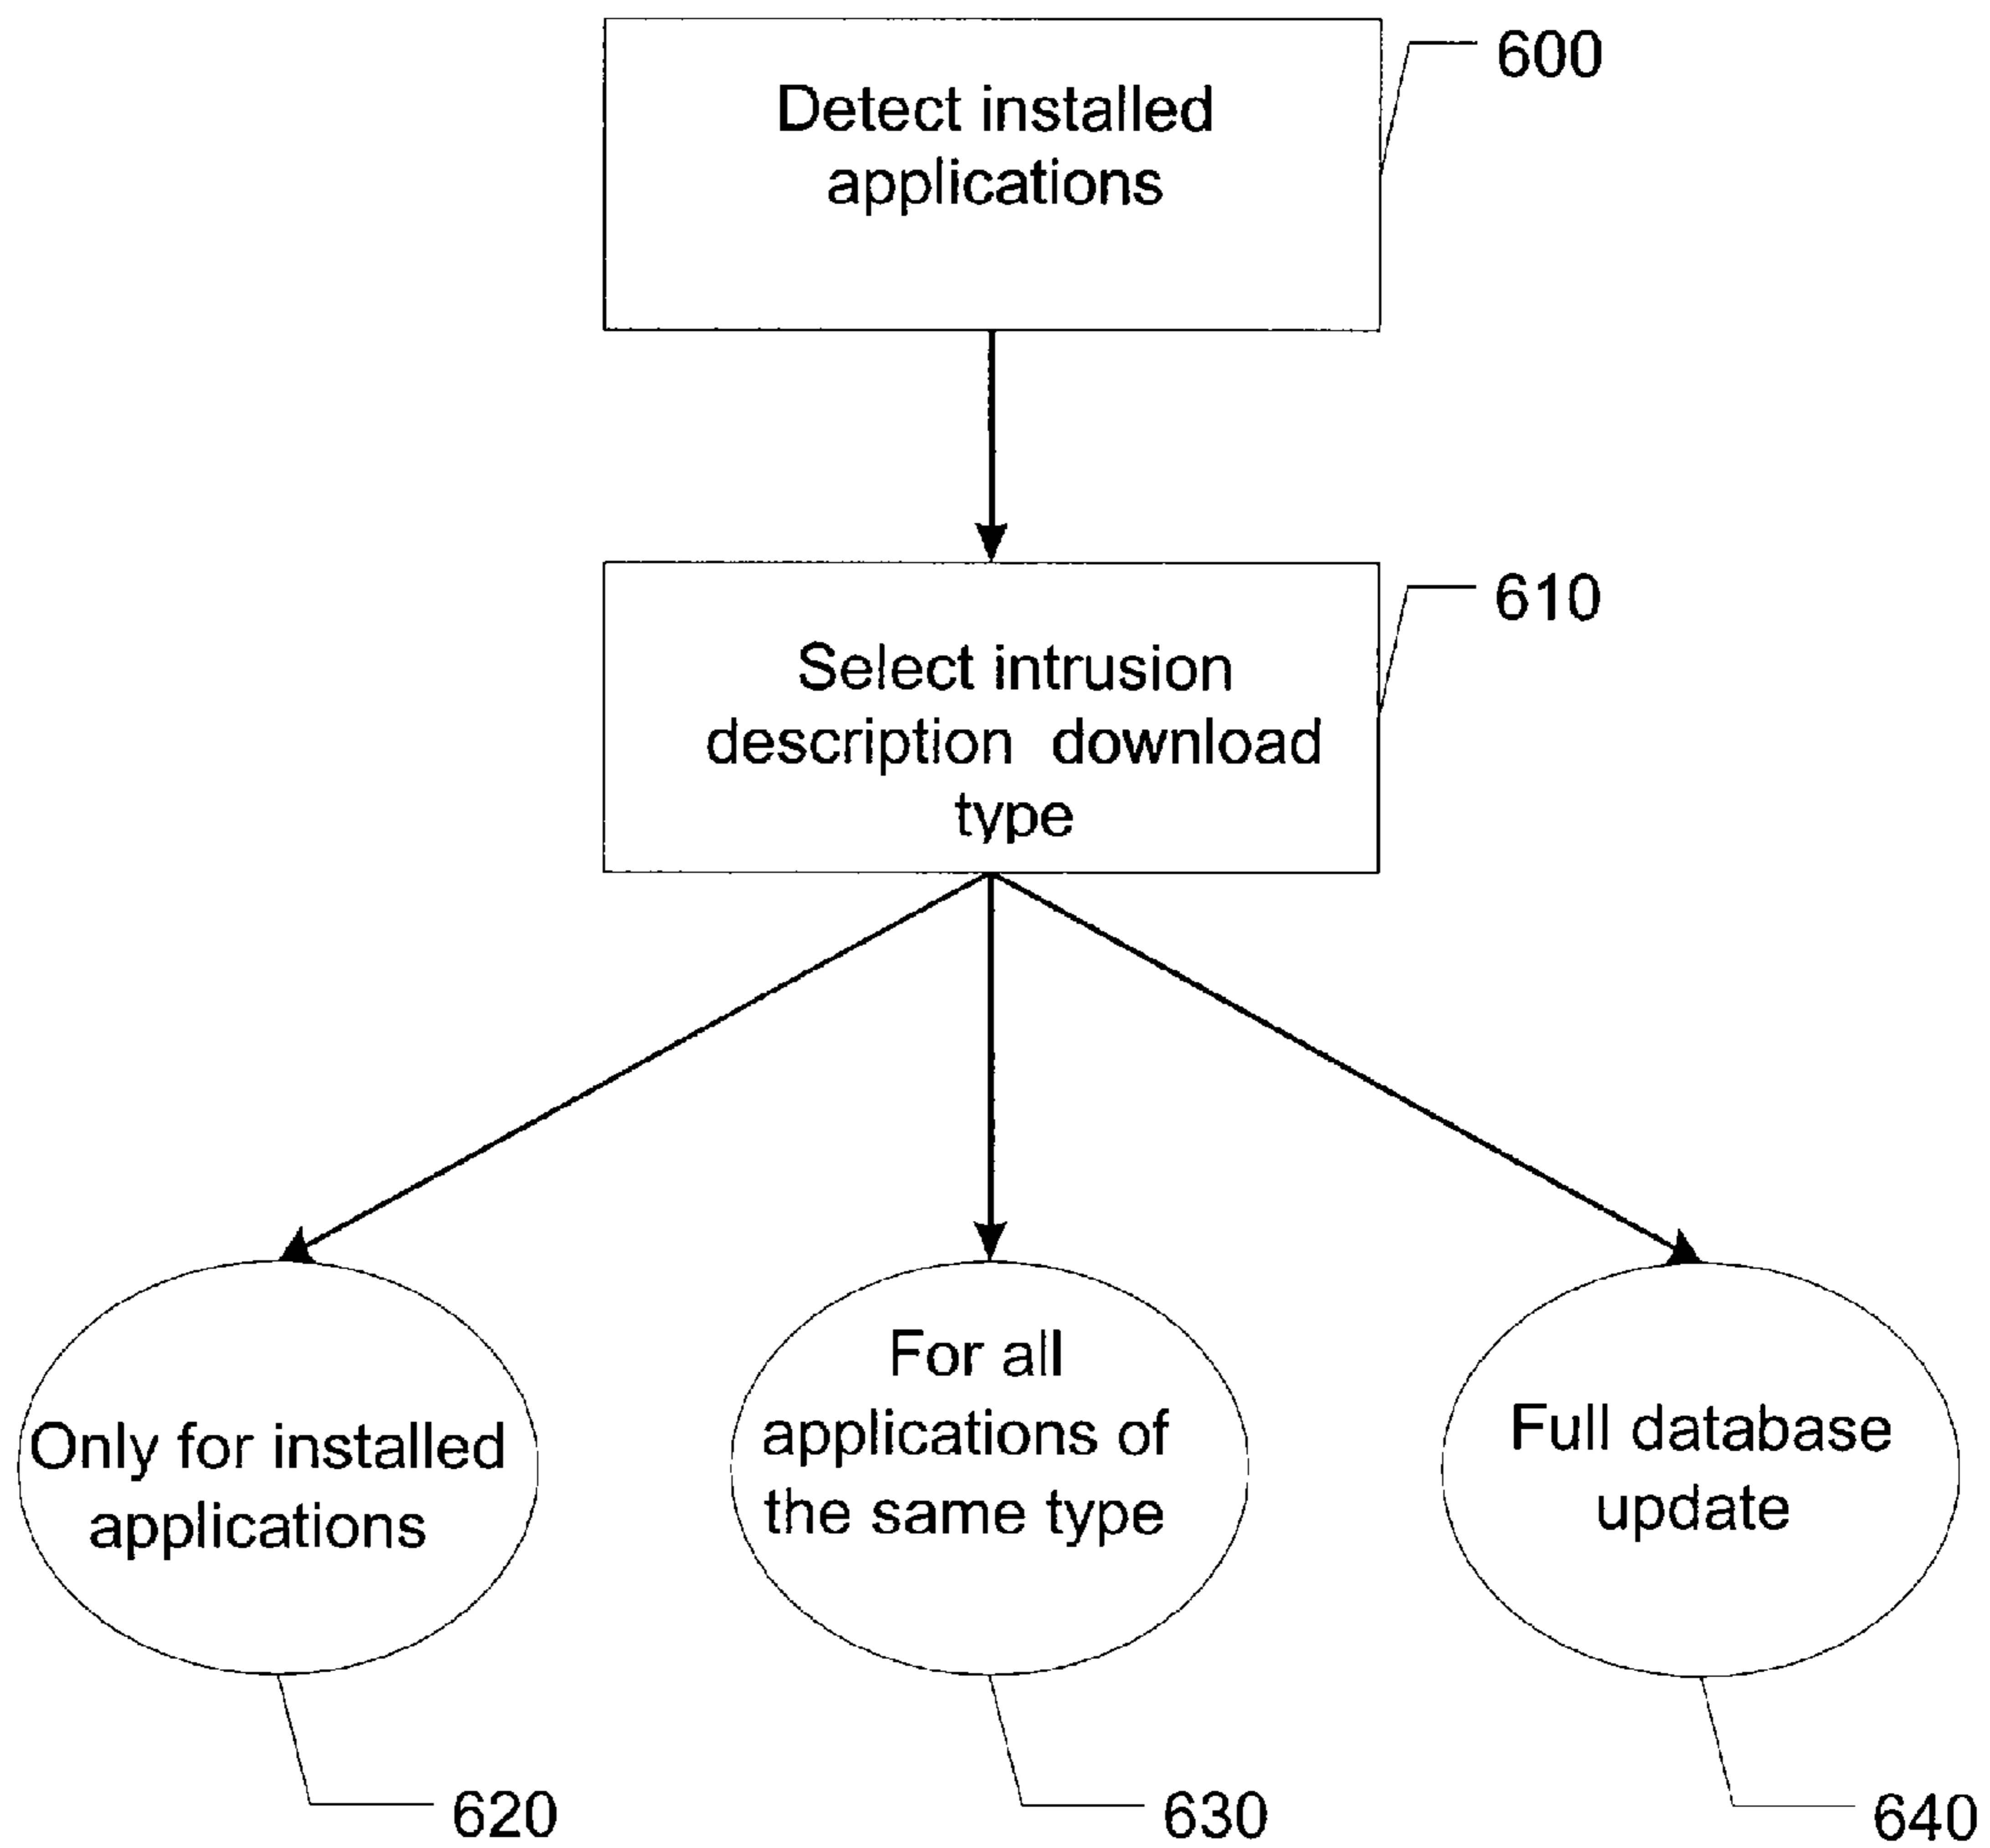 Detect installed
applications
600
Select intrusion
description download
type
610
Only for installed
applications
For all
applications of
the same type
Full database
update
620
630
640